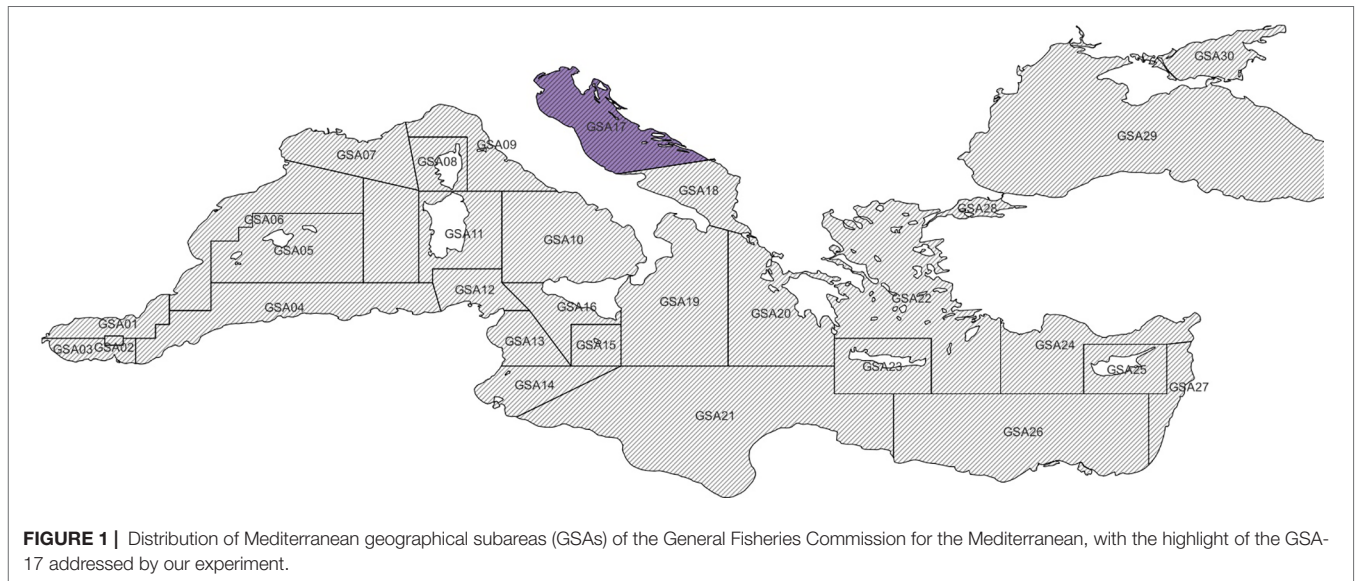 GSA30
GSA29
GSA17
GSA09
GSA07
GSA08
GSA18
GSA28
GSA06
GSA11
GSA10
GSA05
GSA22
GSA12
GSA19
GSA04
GSA16
GSA20
GSA01
GSA13
GSA15
GSA24
GSA03
GSA02
GSA23
GSA25
GSA14
GSA27
GSA21
GSA26
FIGURE 1 | Distribution of Mediterranean geographical subareas (GSAs) of the General Fisheries Commission for the Mediterranean, with the highlight of the GSA-
17 addressed by our experiment.